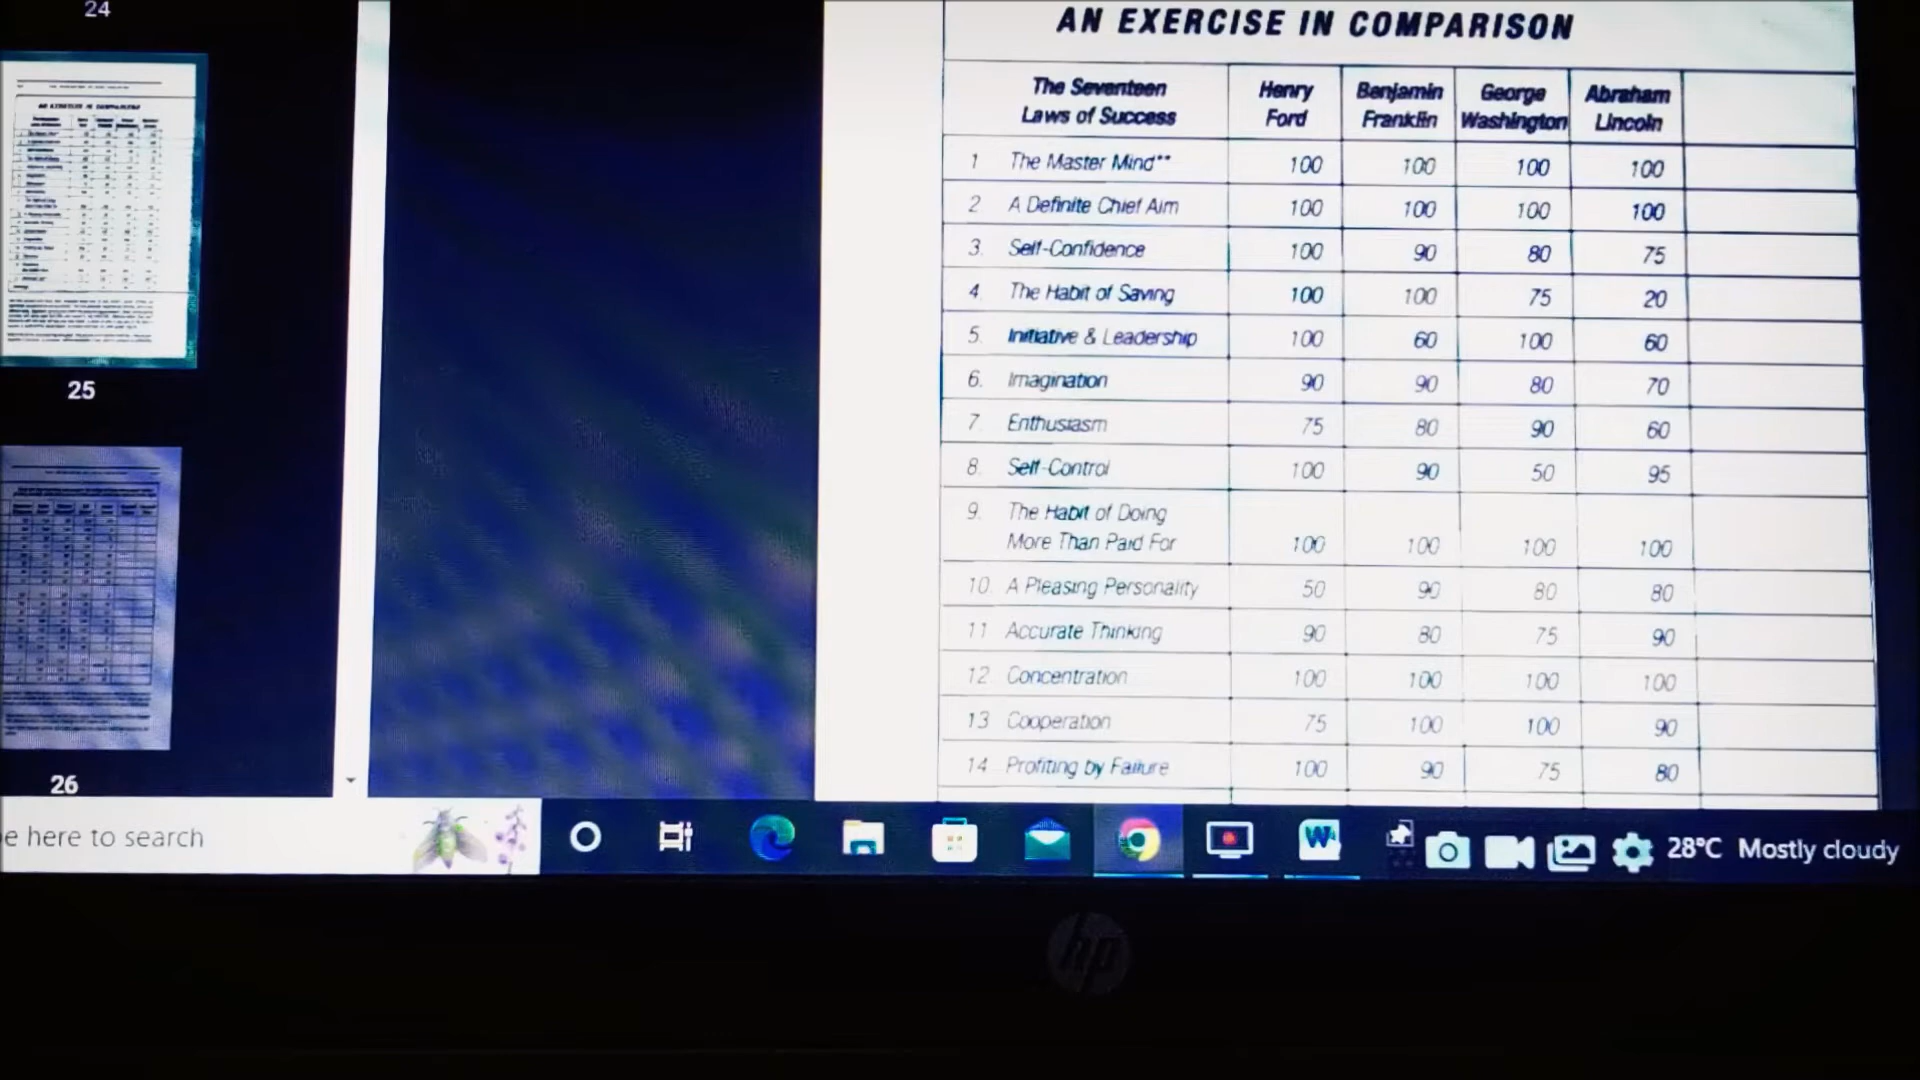 24
25
26
AN EXERCISE IN COMPARISON
The Seventeen Laws of Success Henry Ford Benjamin Franklin George Washington Abraham Lincoln
1 The Master Mind** 100 100 100 100
2 A Definite Chief Aim 100 100 100 100
3. Self-Confidence 100 90 80 75
4 The Habit of Saving 100 100 75 20
5. Initiative & Leadership 100 60 100 60
6. Imagination 90 90 80 70
7. Enthusiasm 75 80 90 60
8. Self-Control 100 90 50 95
9. The Habit of Doing
More Than Paid For 100 100 100 100
10. A Pleasing Personality 50 90 80 80
11 Accurate Thinking 90 80 75 90
12 Concentration 100 100 100 100
13 Cooperation 75 100 100 90
14 Profiting by Failure 100 90 75 80
e here to search
W
28°C Mostly cloudy
hp